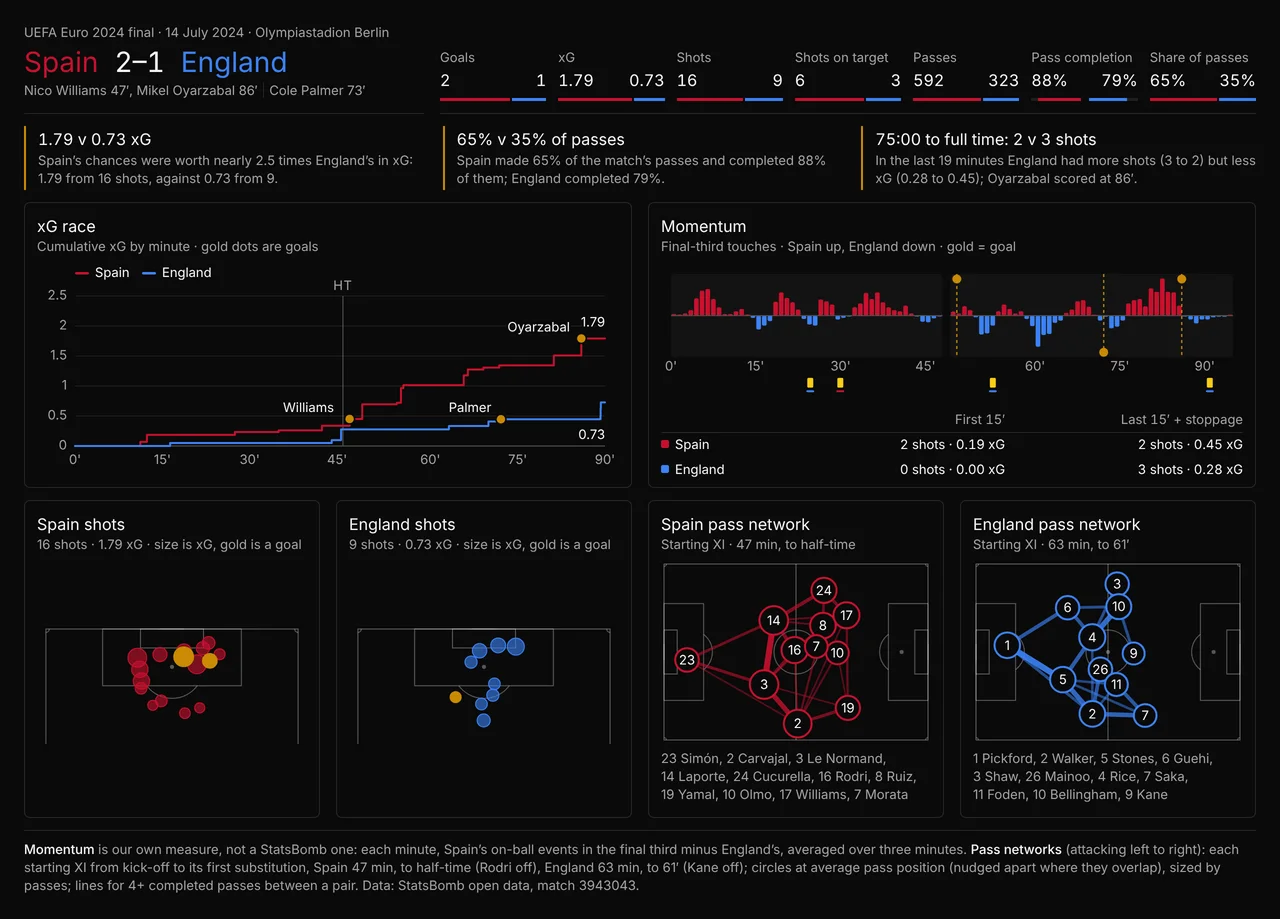 UEFA Euro 2024 final · 14 July 2024 · Olympiastadion Berlin
Spain 2–1 England
Nico Williams 47′, Mikel Oyarzabal 86′ Cole Palmer 73′
Goals xG Shots Shots on target Passes Pass completion Share of passes
2 1 1.79 0.73 16 9 6 3 592 323 88% 79% 65% 35%
1.79 v 0.73 xG
Spain’s chances were worth nearly 2.5 times England’s in xG:
1.79 from 16 shots, against 0.73 from 9.
65% v 35% of passes
Spain made 65% of the match’s passes and completed 88%
of them; England completed 79%.
75:00 to full time: 2 v 3 shots
In the last 19 minutes England had more shots (3 to 2) but less
xG (0.28 to 0.45); Oyarzabal scored at 86′.
xG race
Cumulative xG by minute · gold dots are goals
Spain England
HT
2.5
2
1.5
1
0.5
0
Oyarzabal 1.79
Williams
Palmer
0.73
0' 15' 30' 45' 60' 75' 90'
Momentum
Final-third touches · Spain up, England down · gold = goal
0' 15' 30' 45' 60' 75' 90'
First 15′ Last 15′ + stoppage
Spain 2 shots · 0.19 xG 2 shots · 0.45 xG
England 0 shots · 0.00 xG 3 shots · 0.28 xG
Spain shots
16 shots · 1.79 xG · size is xG, gold is a goal
England shots
9 shots · 0.73 xG · size is xG, gold is a goal
Spain pass network
Starting XI · 47 min, to half-time
24
17
14
8
7
16
10
23
3
19
2
23 Simón, 2 Carvajal, 3 Le Normand,
14 Laporte, 24 Cucurella, 16 Rodri, 8 Ruiz,
19 Yamal, 10 Olmo, 17 Williams, 7 Morata
England pass network
Starting XI · 63 min, to 61′
3
6
10
4
1
9
26
5
11
2
7
1 Pickford, 2 Walker, 5 Stones, 6 Guehi,
3 Shaw, 26 Mainoo, 4 Rice, 7 Saka,
11 Foden, 10 Bellingham, 9 Kane
Momentum is our own measure, not a StatsBomb one: each minute, Spain’s on-ball events in the final third minus England’s, averaged over three minutes. Pass networks (attacking left to right): each
starting XI from kick-off to its first substitution, Spain 47 min, to half-time (Rodri off), England 63 min, to 61′ (Kane off); circles at average pass position (nudged apart where they overlap), sized by
passes; lines for 4+ completed passes between a pair. Data: StatsBomb open data, match 3943043.